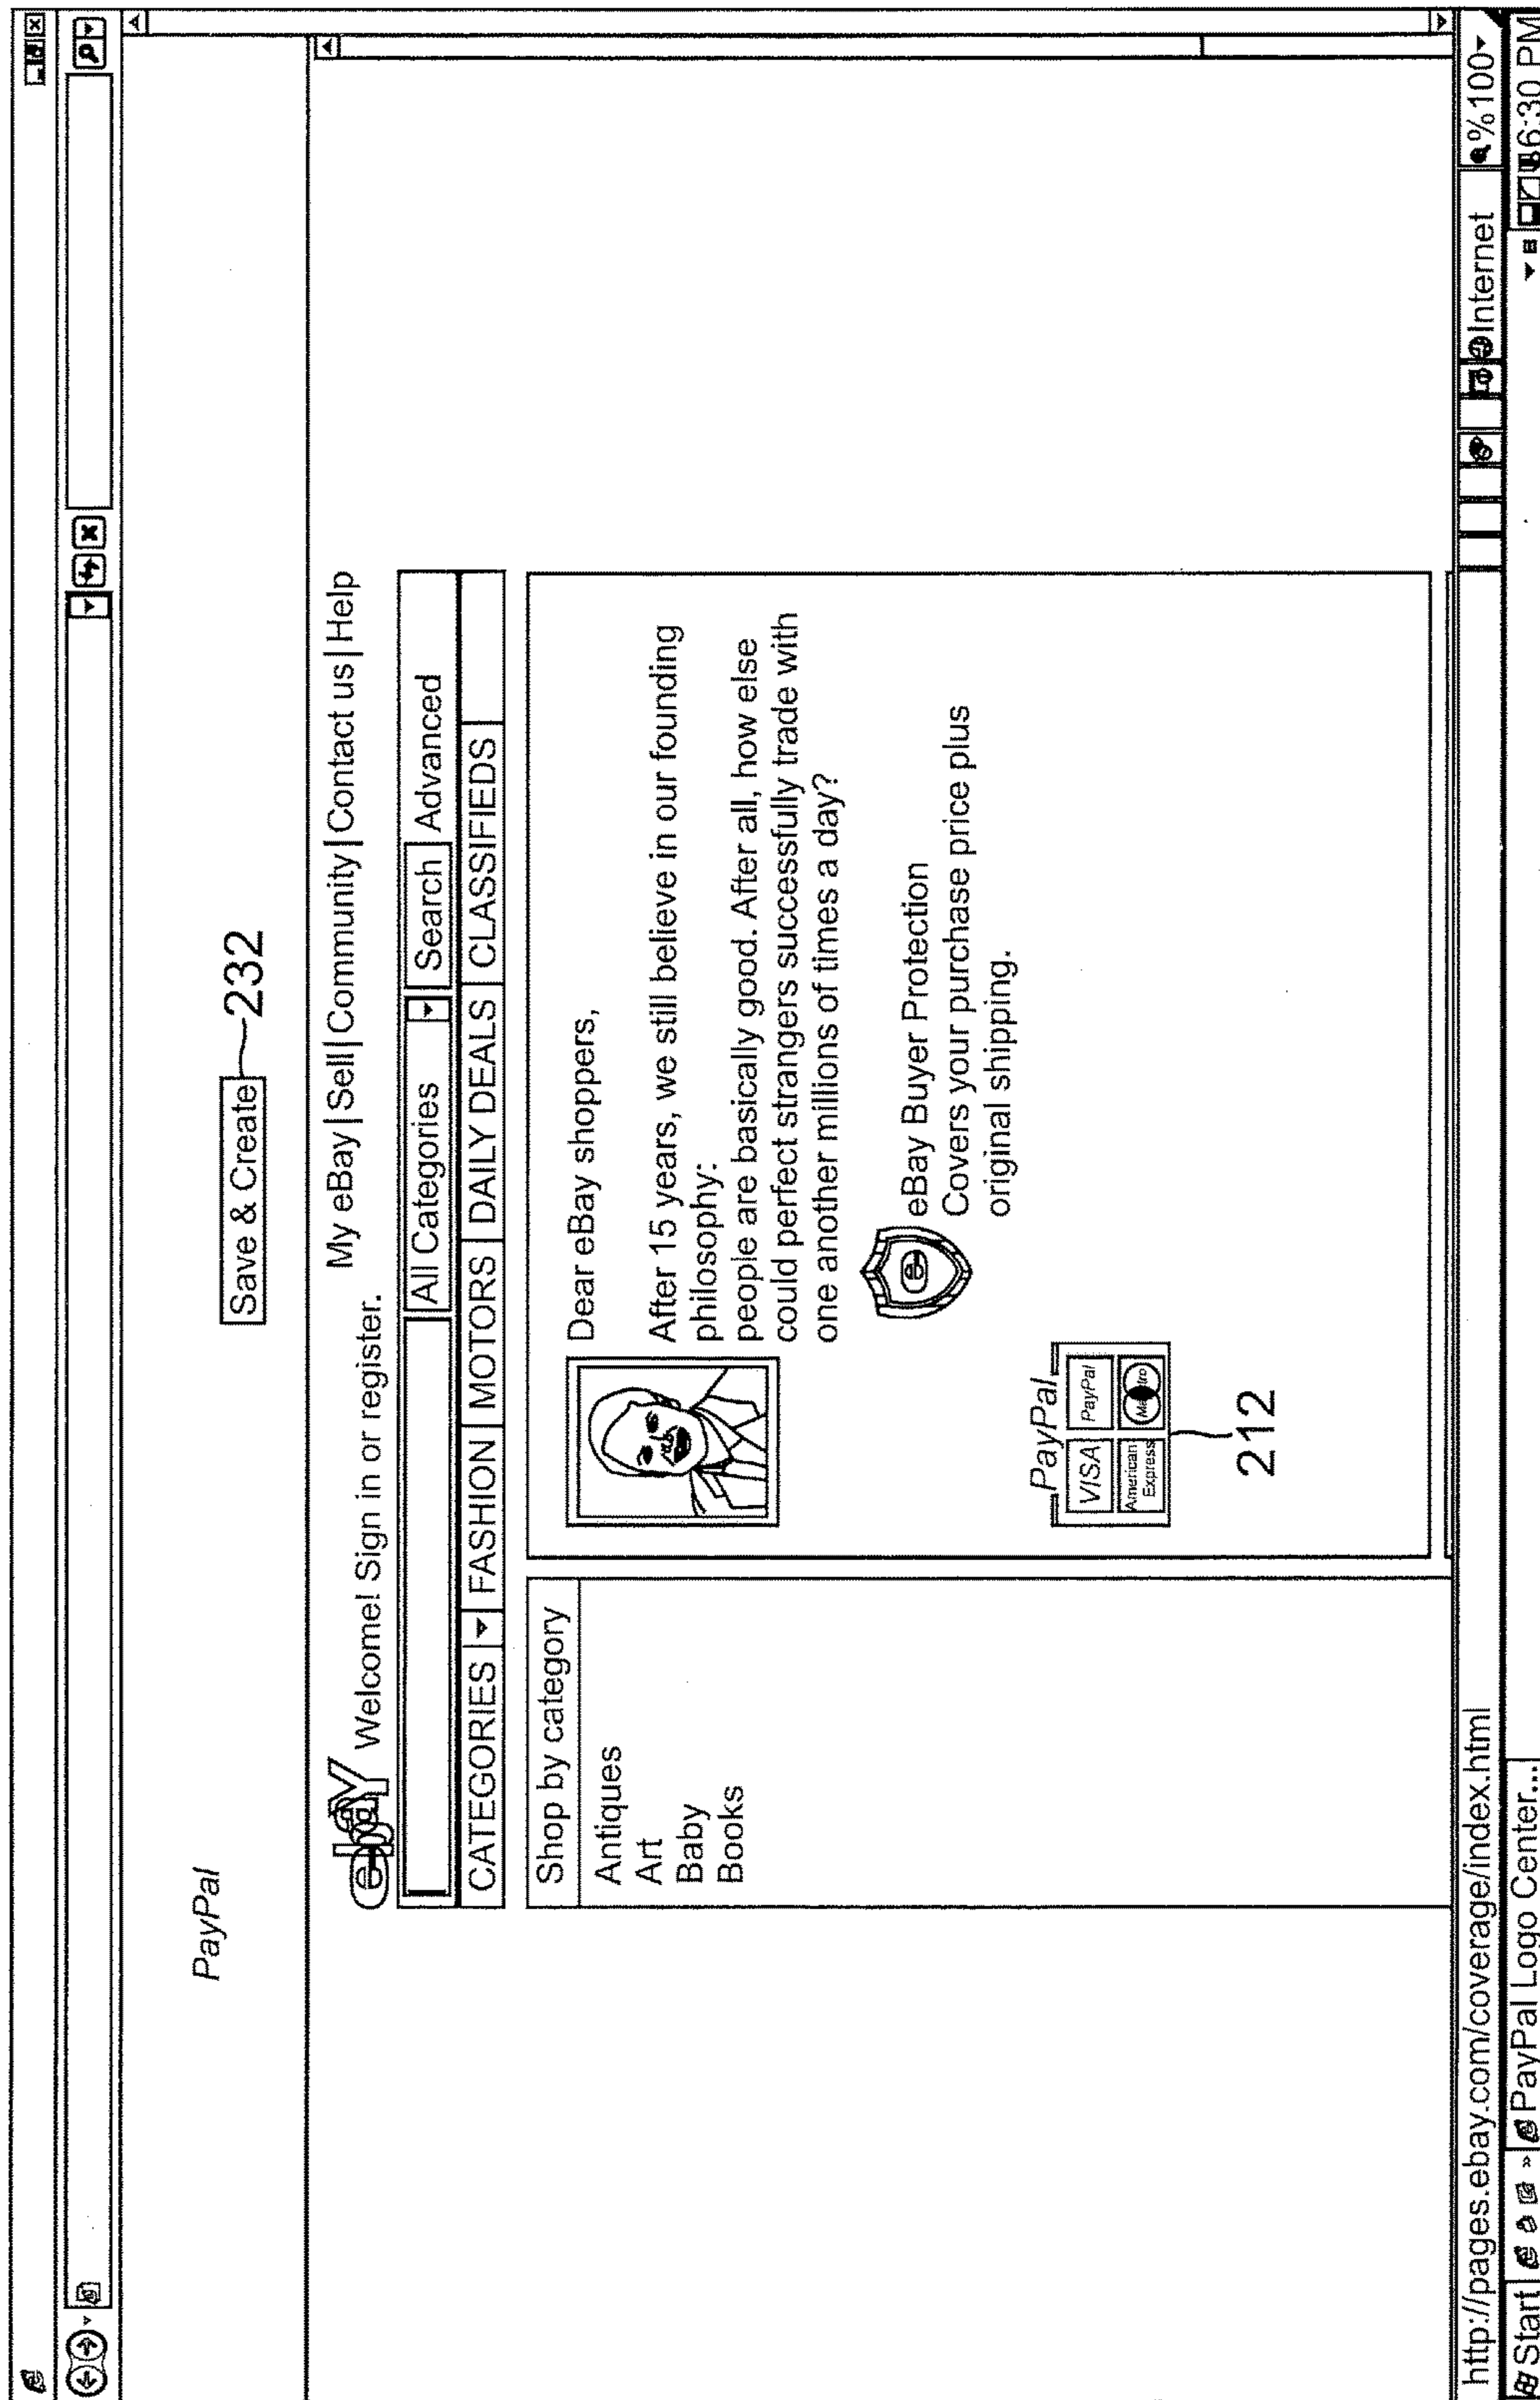 PayPal
Save & Create 232
ebaY Welcome! Sign in or register. My eBay | Sell | Community | Contact us | Help
All Categories Search Advanced
CATEGORIES FASHION MOTORS DAILY DEALS CLASSIFIEDS
Shop by category
Antiques
Art
Baby
Books
Dear eBay shoppers,
After 15 years, we still believe in our founding
philosophy:
people are basically good. After all, how else
could perfect strangers successfully trade with
one another millions of times a day?
eBay Buyer Protection
Covers your purchase price plus
original shipping.
PayPal
VISA PayPal
American
Express
212
http://pages.ebay.com/coverage/index.html
Internet %100
Start PayPal Logo Center... 6:30 PM